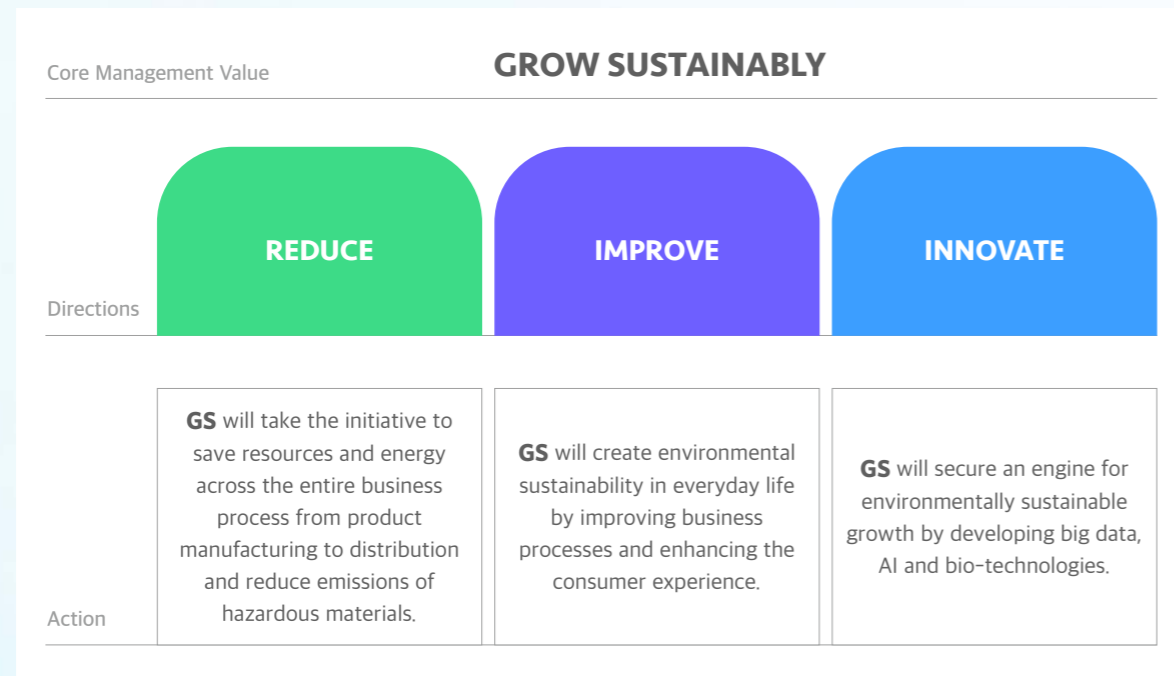 Core Management Value
GROW SUSTAINABLY
REDUCE
IMPROVE
INNOVATE
Directions
GS will take the initiative to
save resources and energy
across the entire business
process from product
manufacturing to distribution
and reduce emissions of
hazardous materials.
GS will create environmental
sustainability in everyday life
by improving business
processes and enhancing the
consumer experience.
GS will secure an engine for
environmentally sustainable
growth by developing big data,
AI and bio-technologies.
Action